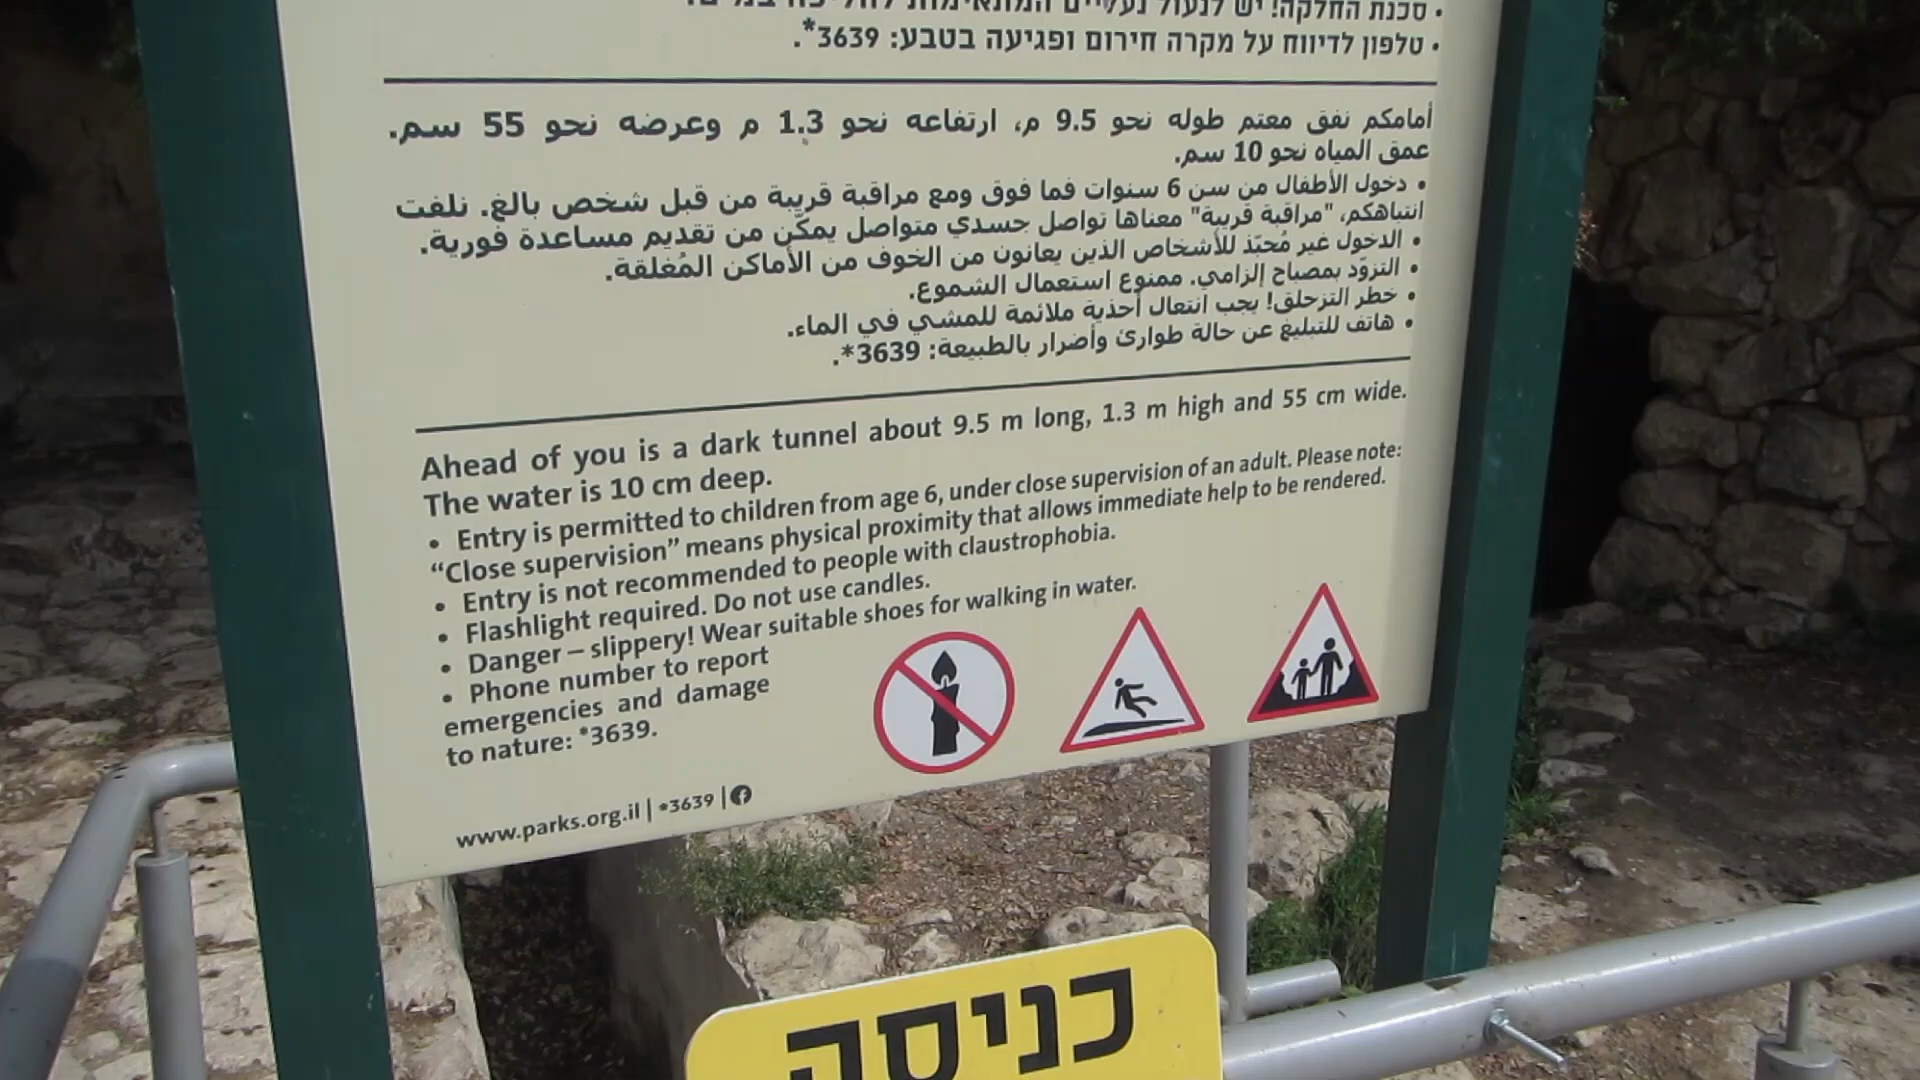 סכנת החלקה! יש לנעול נעליים המתאימות להליכה במים.
• טלפון לדיווח על מקרה חירום ופגיעה בטבע: 3639*.
أمامكم نفق معتم طوله نحو 9.5 م، ارتفاعه نحو 1.3 م وعرضه نحو 55 سم.
عمق المياه نحو 10 سم.
• دخول الأطفال من سن 6 سنوات فما فوق ومع مراقبة قريبة من قبل شخص بالغ. نلفت
انتباهكم، "مراقبة قريبة" معناها تواصل جسدي متواصل يمكّن من تقديم مساعدة فورية.
• الدخول غير مُحبّذ للأشخاص الذين يعانون من الخوف من الأماكن المُغلقة.
• التزوّد بمصباح إلزامي. ممنوع استعمال الشموع.
• خطر التزحلق! يجب انتعال أحذية ملائمة للمشي في الماء.
• هاتف للتبليغ عن حالة طوارئ وأضرار بالطبيعة: 3639*.
Ahead of you is a dark tunnel about 9.5 m long, 1.3 m high and 55 cm wide.
The water is 10 cm deep.
• Entry is permitted to children from age 6, under close supervision of an adult. Please note:
“Close supervision” means physical proximity that allows immediate help to be rendered.
• Entry is not recommended to people with claustrophobia.
• Flashlight required. Do not use candles.
• Danger – slippery! Wear suitable shoes for walking in water.
• Phone number to report
emergencies and damage
to nature: *3639.
www.parks.org.il | *3639 |
כניסה